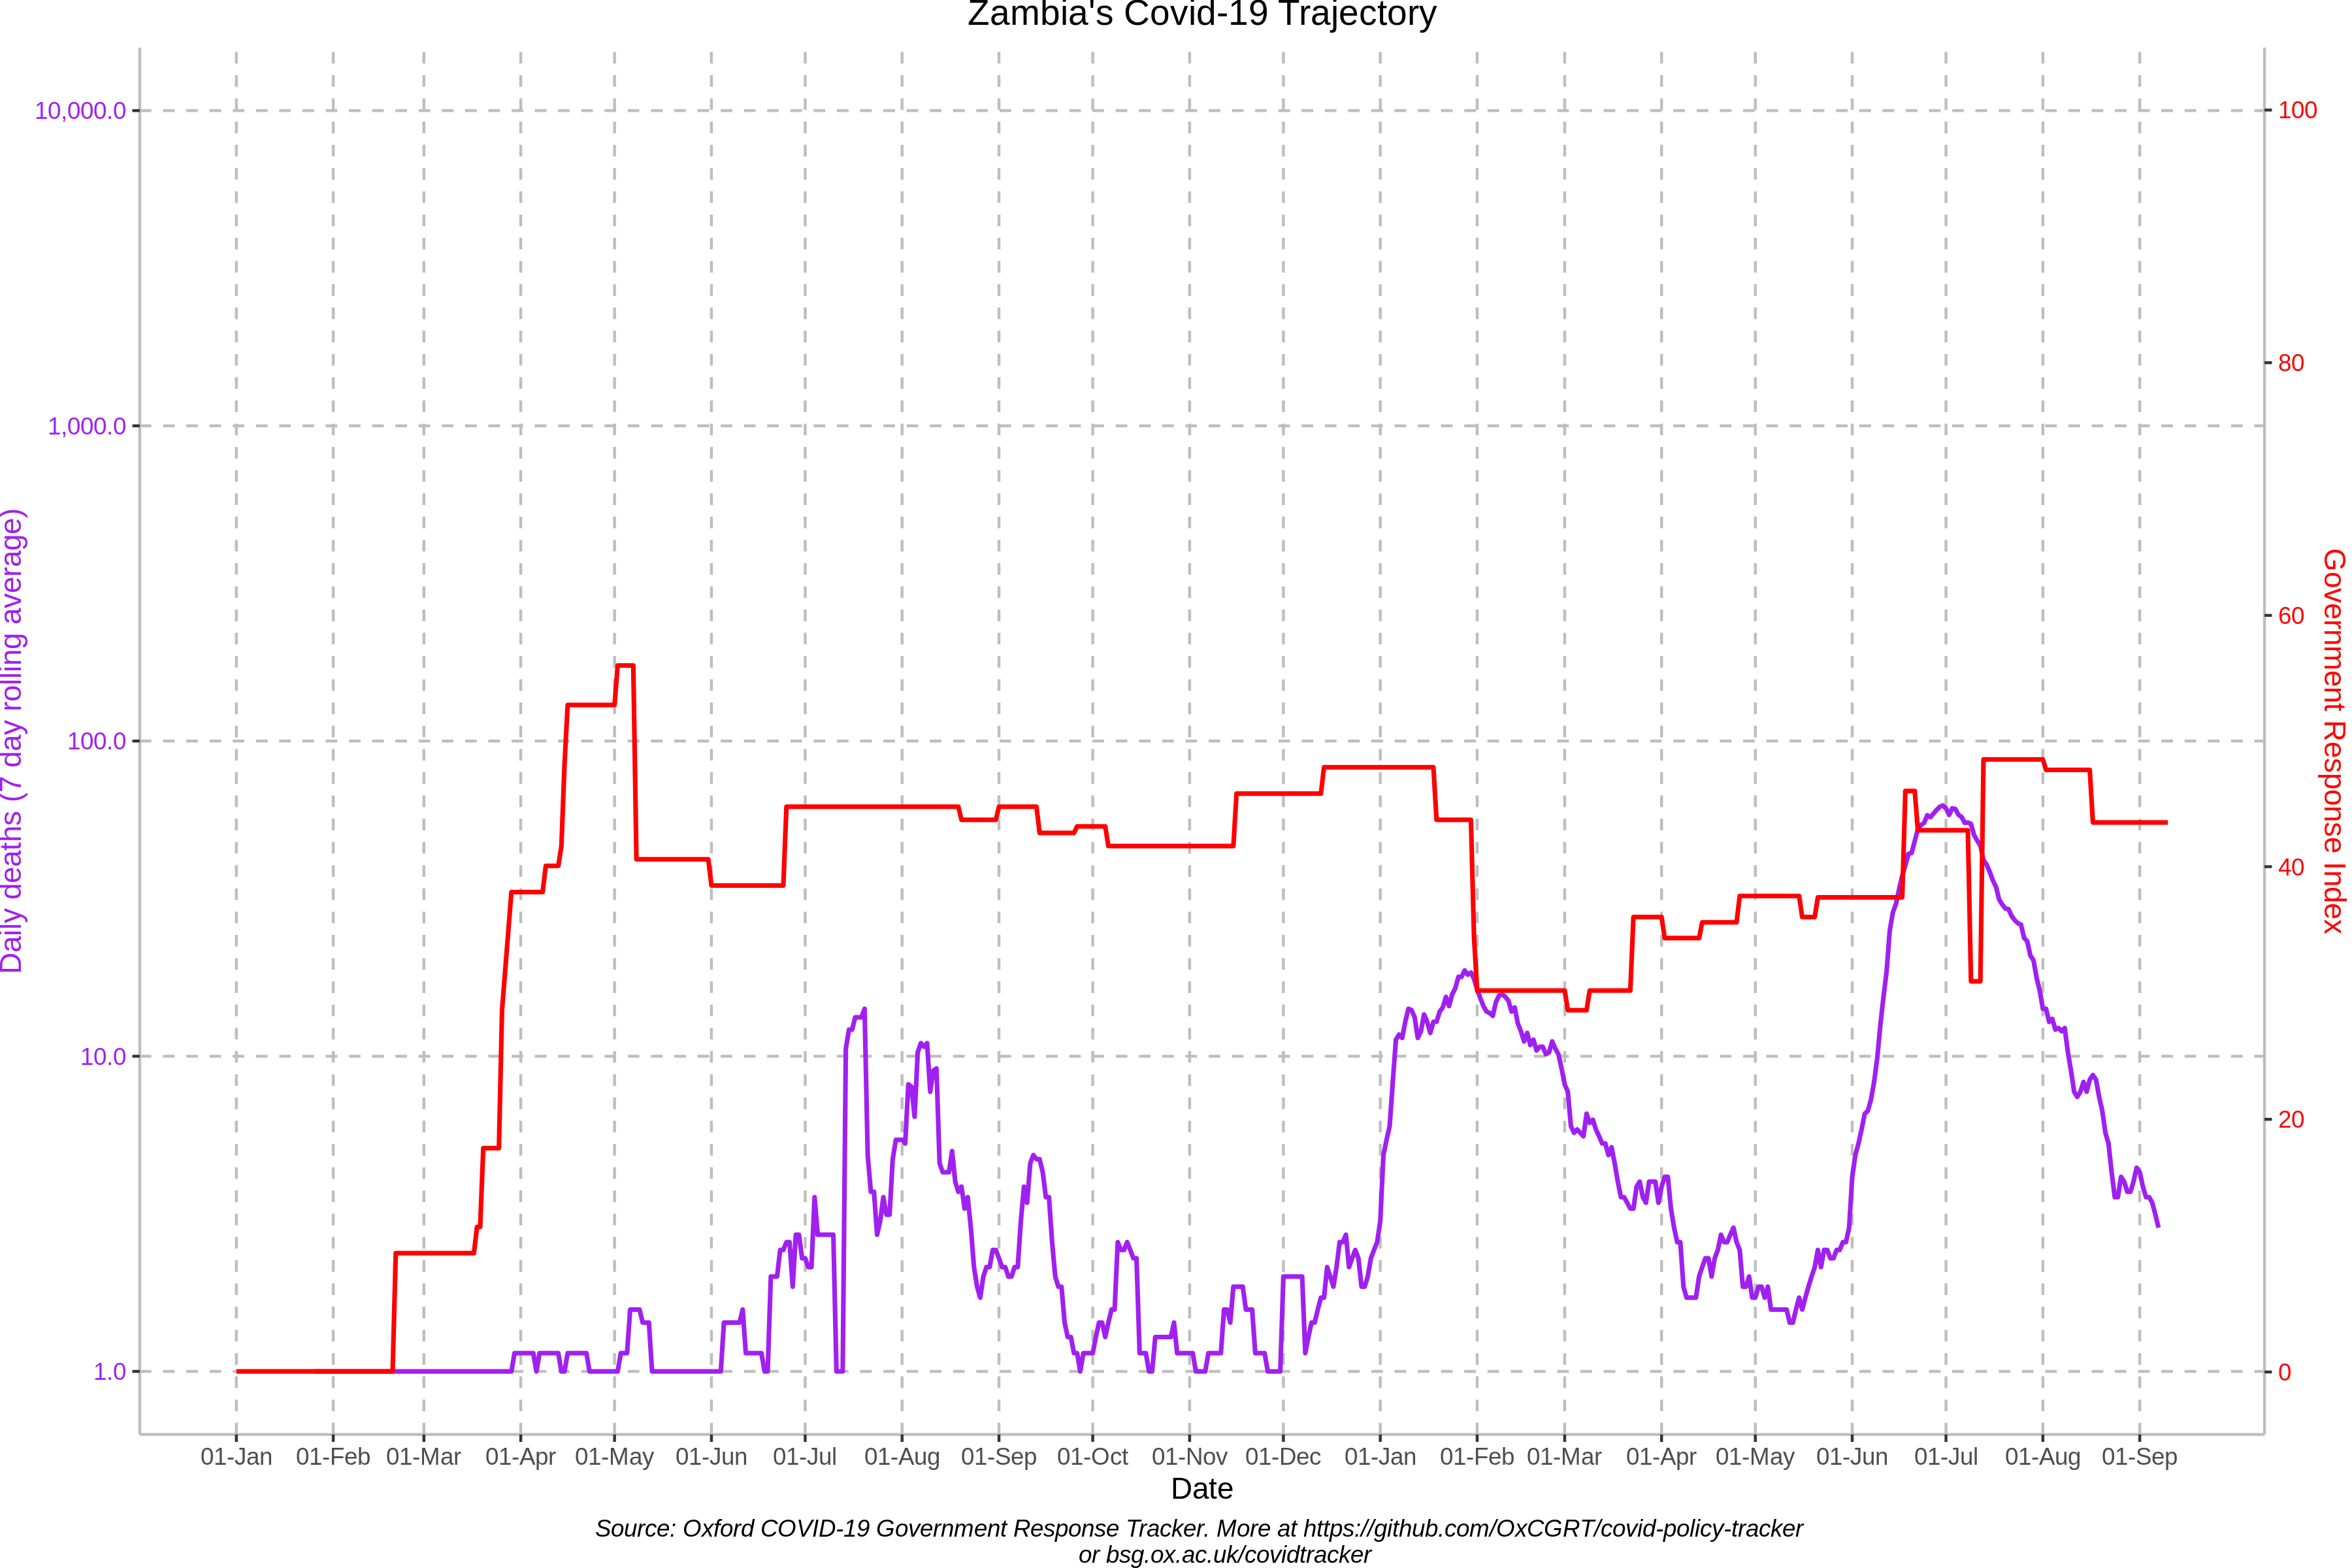 Zambia's Covid-19 Trajectory
10,000.0
1,000.0
100.0
10.0
1.0
Daily deaths (7 day rolling average)
100
80
60
40
20
0
Government Response Index
01-Jan 01-Feb 01-Mar 01-Apr 01-May 01-Jun 01-Jul 01-Aug 01-Sep 01-Oct 01-Nov 01-Dec 01-Jan 01-Feb 01-Mar 01-Apr 01-May 01-Jun 01-Jul 01-Aug 01-Sep
Date
Source: Oxford COVID-19 Government Response Tracker. More at https://github.com/OxCGRT/covid-policy-tracker
or bsg.ox.ac.uk/covidtracker